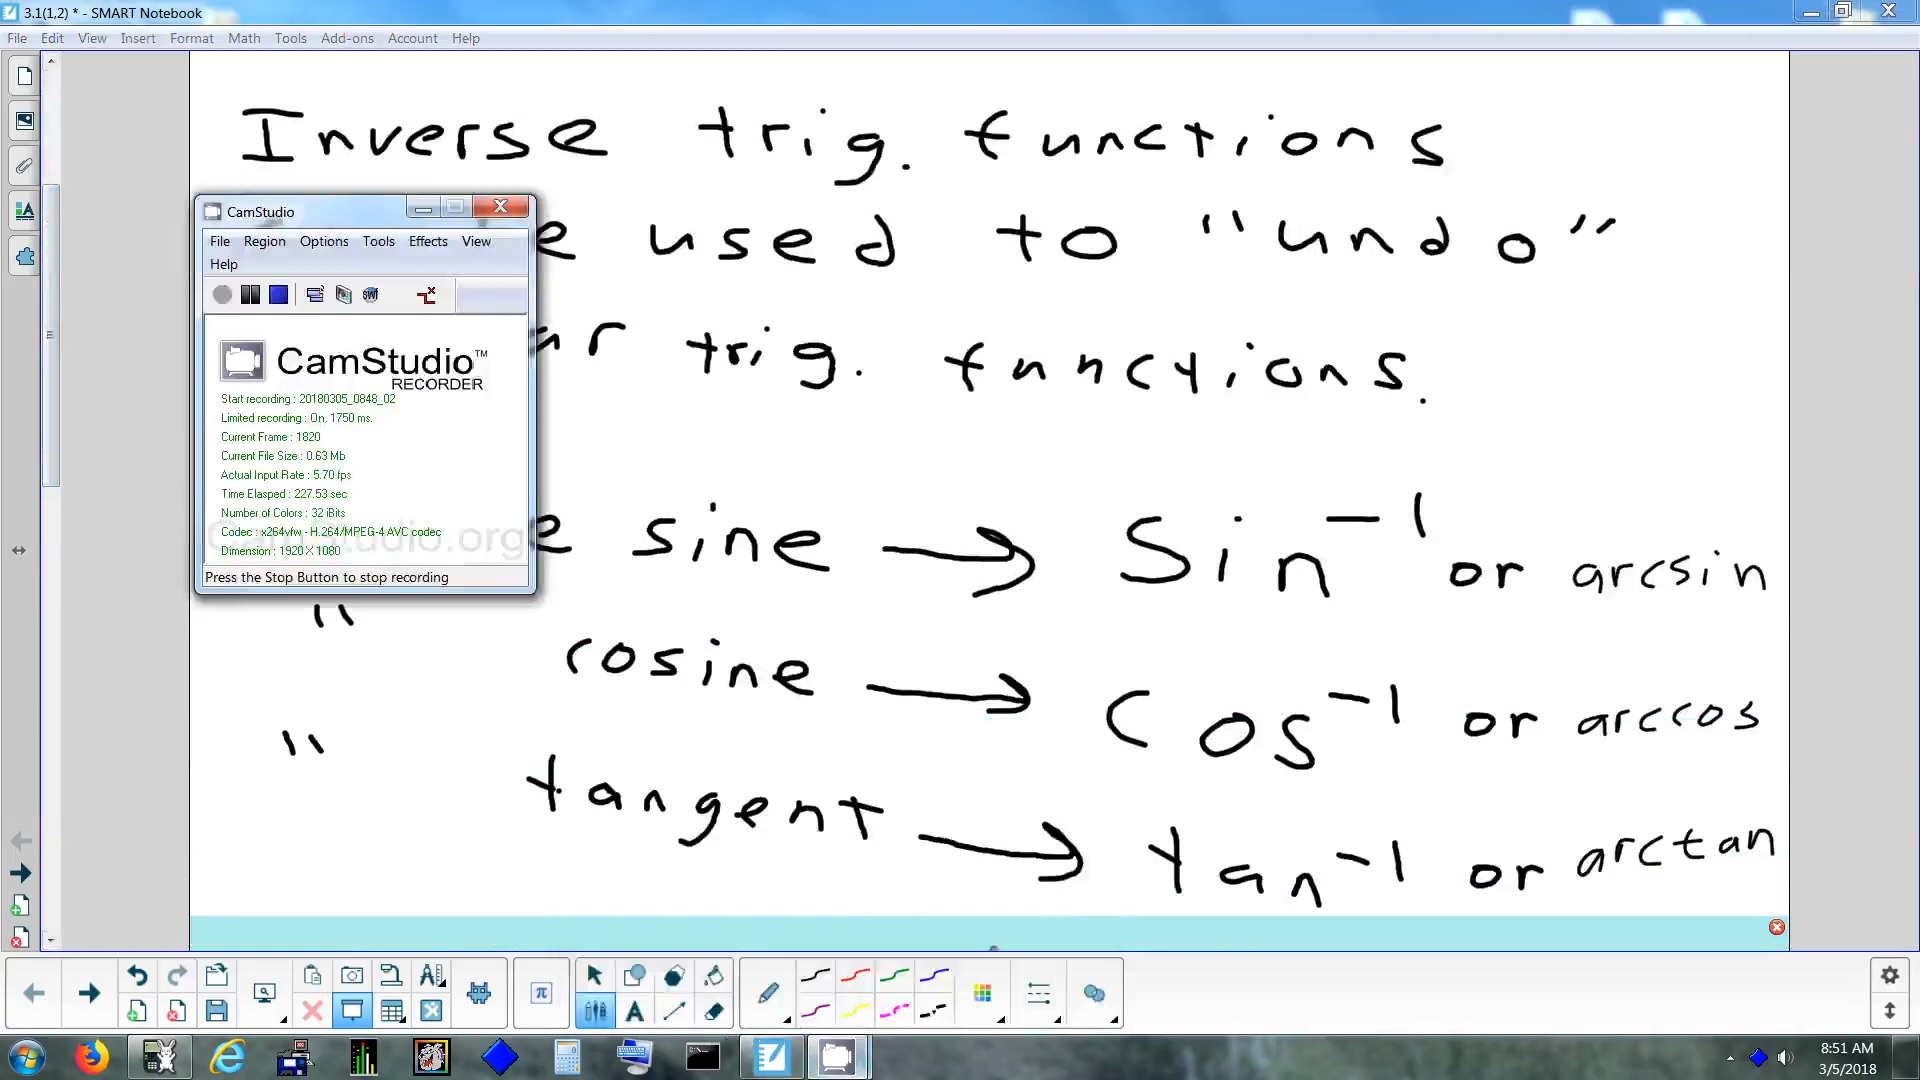 3.1(1,2) * - SMART Notebook
File Edit View Insert Format Math Tools Add-ons Account Help
Inverse trig. functions
used to "undo"
trig. functions.
sine → Sin⁻¹ or arcsin
" cosine → Cos⁻¹ or arccos
" tangent → tan⁻¹ or arctan
CamStudio
File Region Options Tools Effects View
Help
CamStudio™
RECORDER
Start recording : 20180305_0848_02
Limited recording : On, 1750 ms.
Current Frame : 1820
Current File Size : 0.63 Mb
Actual Input Rate : 5.70 fps
Time Elasped : 227.53 sec
Number of Colors : 32 iBits
Codec : x264vfw - H.264/MPEG-4 AVC codec
CamStudio.org
Dimension : 1920 X 1080
Press the Stop Button to stop recording
8:51 AM
3/5/2018